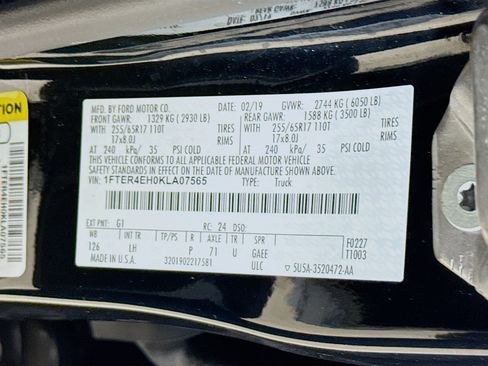 MFD. BY FORD MOTOR CO. 02/19 GVWR: 2744 KG ( 6050 LB)
FRONT GAWR: 1329 KG ( 2930 LB) REAR GAWR: 1588 KG ( 3500 LB)
WITH WITH
255/65R17 110T TIRES 255/65R17 110T TIRES
17x8.0J RIMS 17x8.0J RIMS
AT 240 kPa/ 35 PSI COLD AT 240 kPa/ 35 PSI COLD
THIS VEHICLE CONFORMS TO ALL APPLICABLE FEDERAL MOTOR VEHICLE
SAFETY STANDARDS IN EFFECT ON THE DATE OF MANUFACTURE SHOWN ABOVE.
VIN: 1FTER4EH0KLA07565 TYPE: Truck
EXT PNT: G1 RC: 24 DSO: F0227
WB INT TR TP/PS R AXLE TR SPR T1003
126 LH P 71 U EEEE
3201902217581 ULC 5U5A-3520472-AA
1FTER4EH0KLA07565